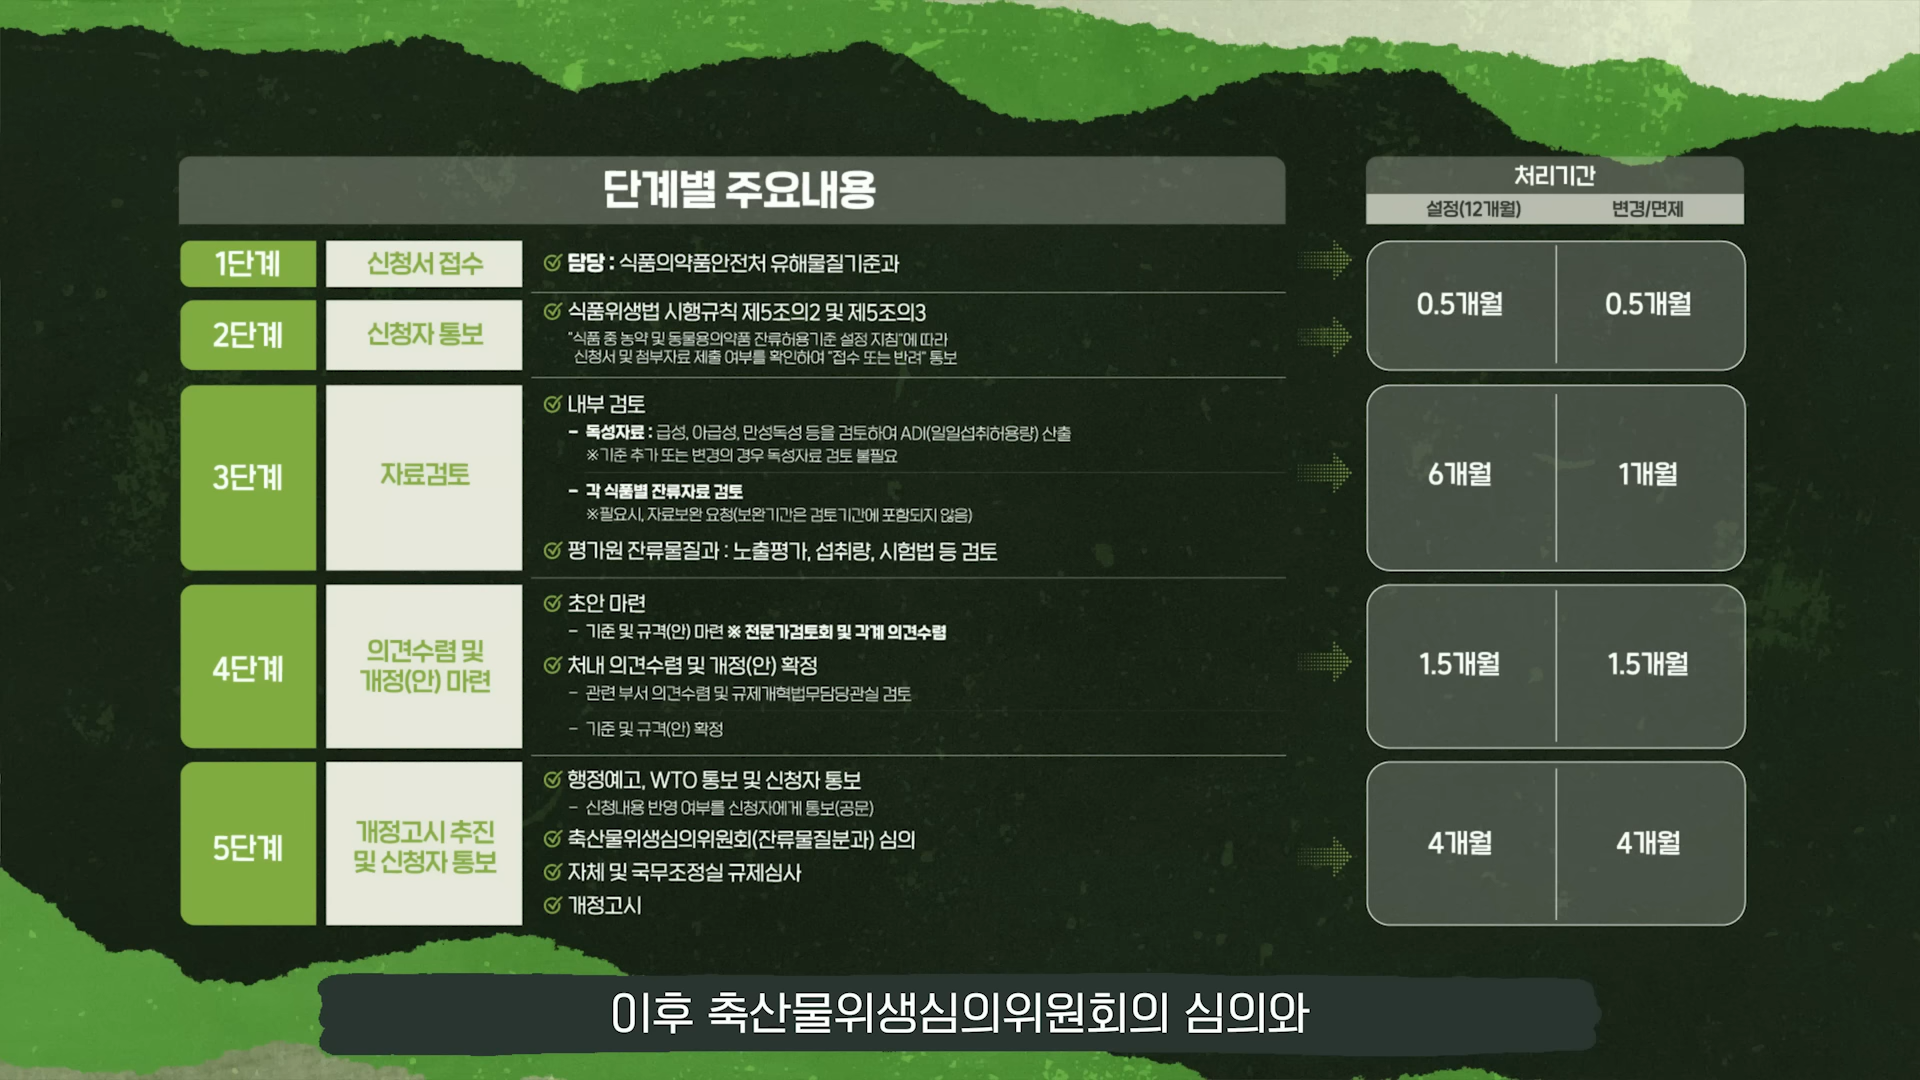 단계별 주요내용
처리기간
설정(12개월) 변경/면제
1단계 신청서 접수
담당 : 식품의약품안전처 유해물질기준과
2단계 신청자 통보
식품위생법 시행규칙 제5조의2 및 제5조의3
"식품 중 농약 및 동물용의약품 잔류허용기준 설정 지침"에 따라
신청서 및 첨부자료 제출 여부를 확인하여 "접수 또는 반려" 통보
0.5개월 0.5개월
3단계 자료검토
내부 검토
- 독성자료 : 급성, 아급성, 만성독성 등을 검토하여 ADI(일일섭취허용량) 산출
※기준 추가 또는 변경의 경우 독성자료 검토 불필요
- 각 식품별 잔류자료 검토
※필요시, 자료보완 요청(보완기간은 검토기간에 포함되지 않음)
평가원 잔류물질과 : 노출평가, 섭취량, 시험법 등 검토
6개월 1개월
4단계
의견수렴 및
개정(안) 마련
초안 마련
- 기준 및 규격(안) 마련 ※ 전문가검토회 및 각계 의견수렴
처내 의견수렴 및 개정(안) 확정
- 관련 부서 의견수렴 및 규제개혁법무담당관실 검토
- 기준 및 규격(안) 확정
1.5개월 1.5개월
5단계
개정고시 추진
및 신청자 통보
행정예고, WTO 통보 및 신청자 통보
- 신청내용 반영 여부를 신청자에게 통보(공문)
축산물위생심의위원회(잔류물질분과) 심의
자체 및 국무조정실 규제심사
개정고시
4개월 4개월
이후 축산물위생심의위원회의 심의와